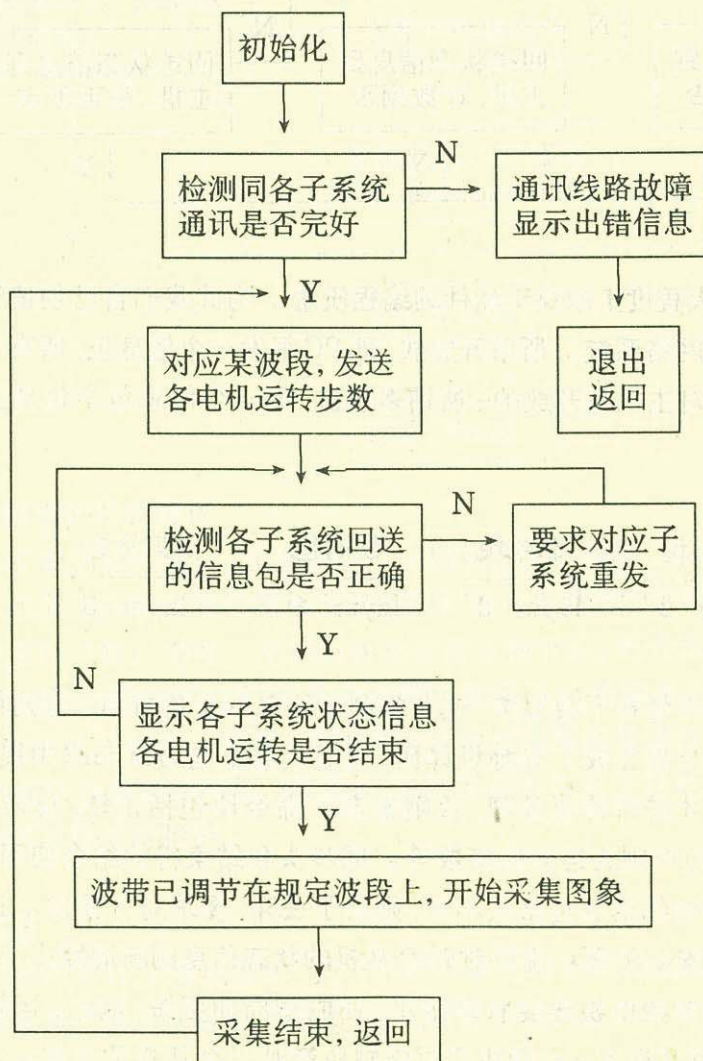 初始化
检测同各子系统
通讯是否完好
N
通讯线路故障
显示出错信息
Y
退出
返回
对应某波段,发送
各电机运转步数
检测各子系统回送
的信息包是否正确
N
要求对应子
系统重发
Y
N
显示各子系统状态信息
各电机运转是否结束
Y
波带已调节在规定波段上,开始采集图象
采集结束,返回